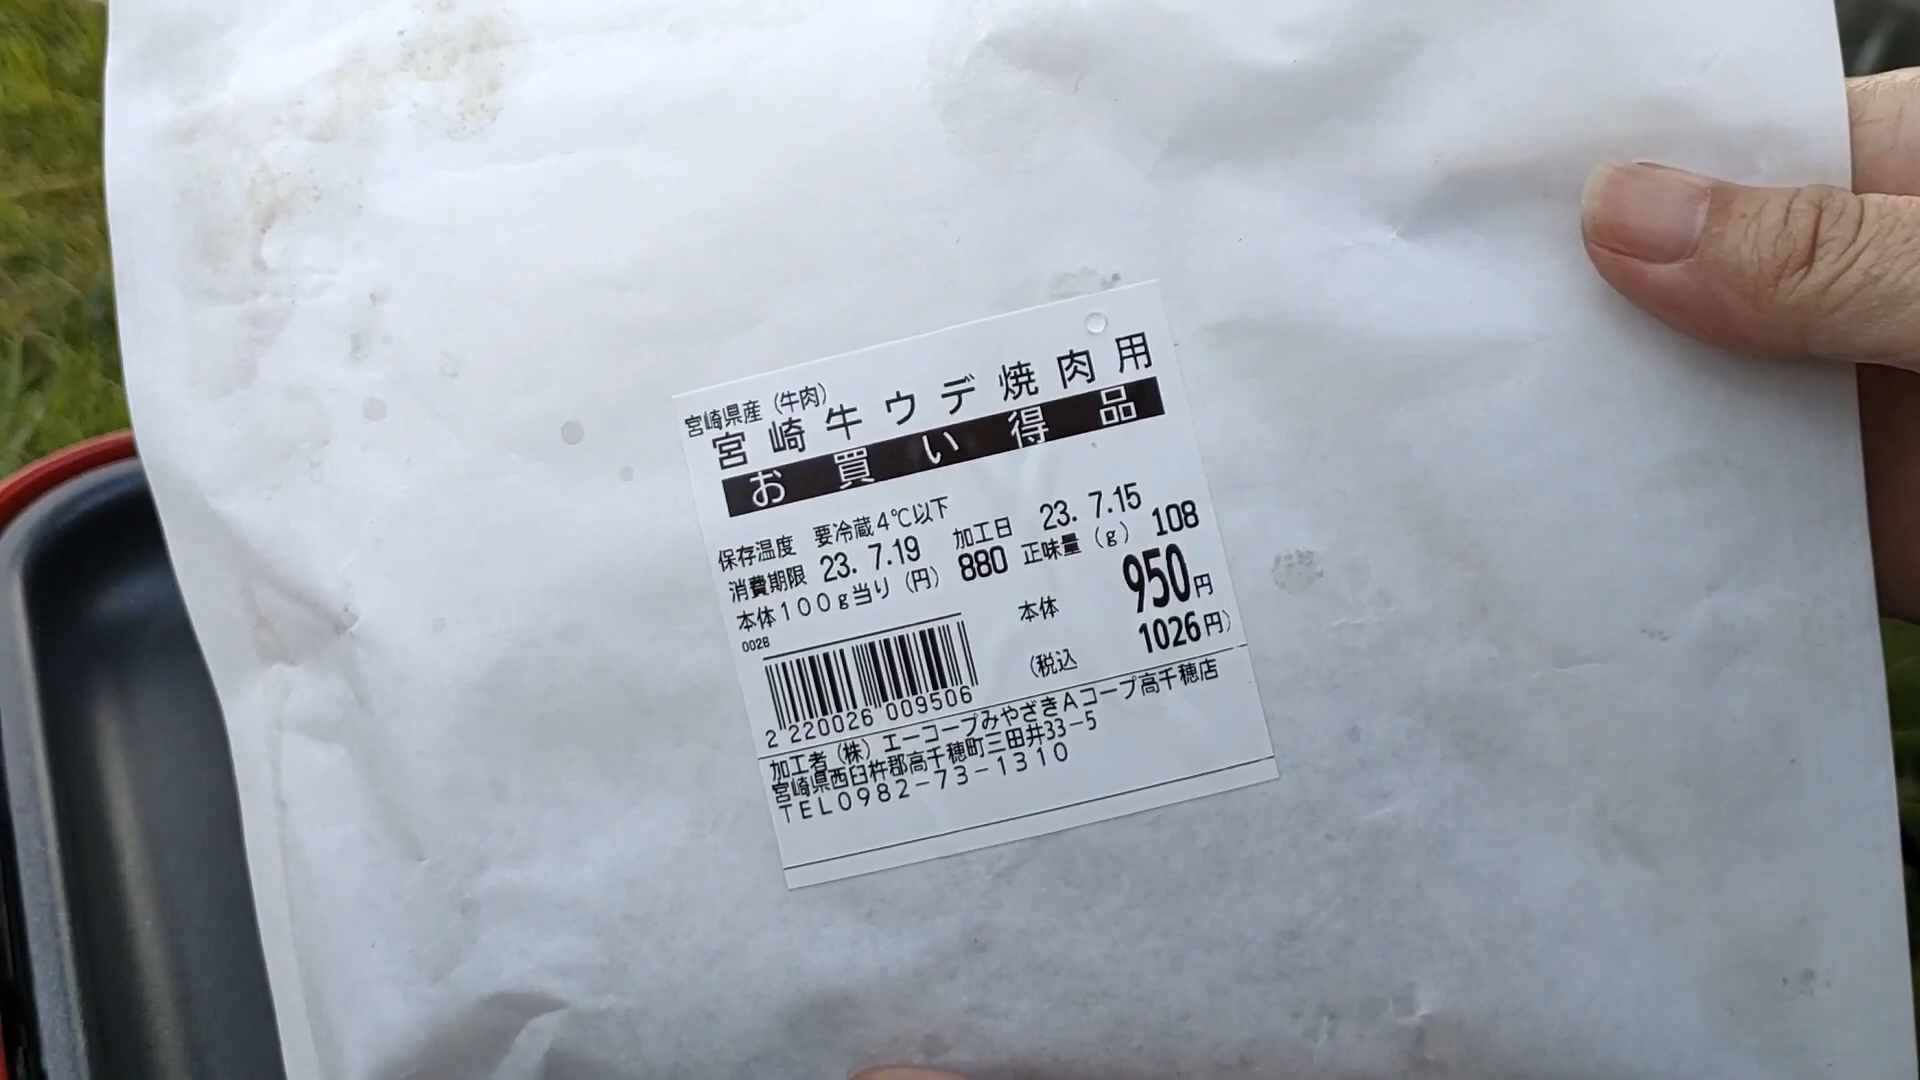 宮崎県産（牛肉）
宮崎牛ウデ焼肉用
お買い得品
保存温度 要冷蔵4℃以下
消費期限 23. 7.19 加工日 23. 7.15
本体100g当り（円） 880 正味量（g） 108
0028
本体 950円
（税込 1026円）
2 220026 009506
加工者（株）エーコープみやざきAコープ高千穂店
宮崎県西臼杵郡高千穂町三田井33-5
TEL0982-73-1310